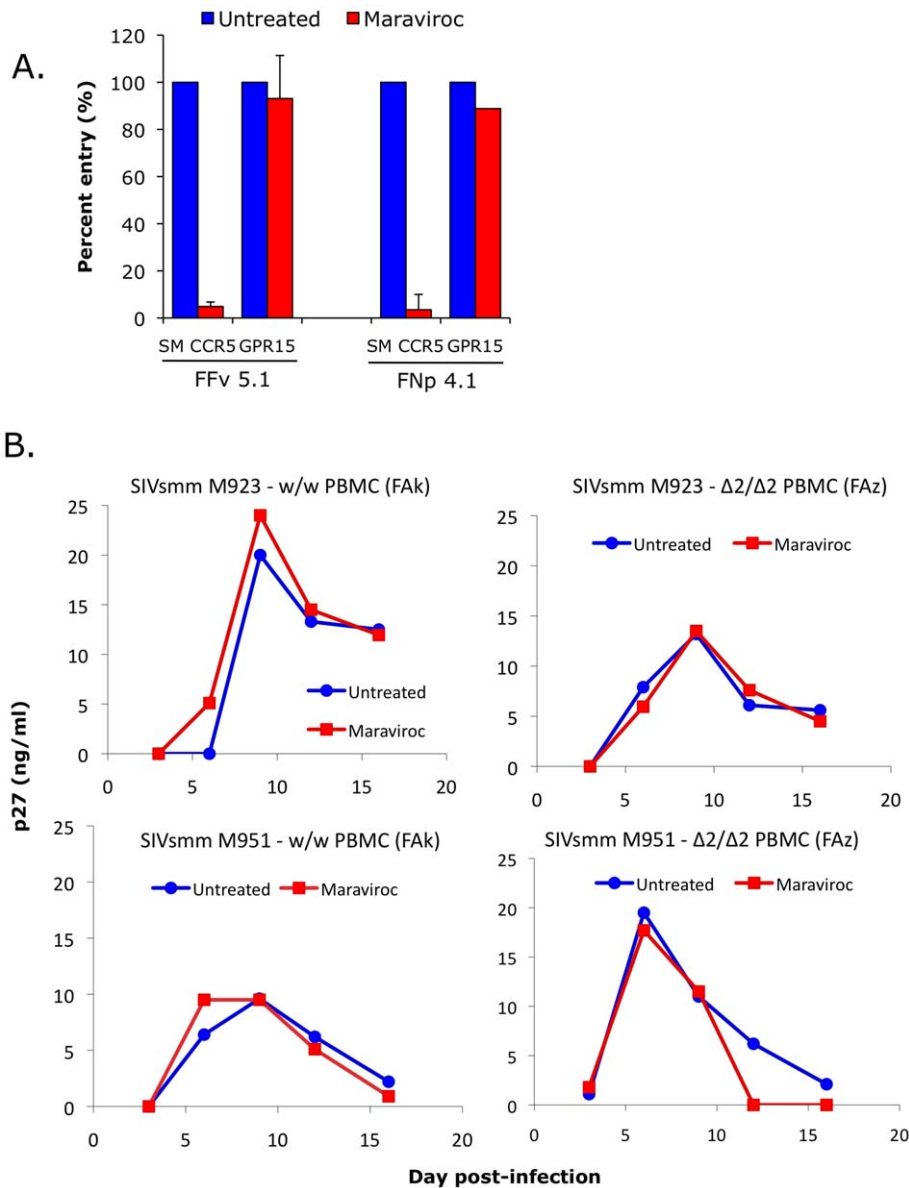 Untreated Maraviroc
A.
Percent entry (%)
120
100
80
60
40
20
0
SM CCR5 GPR15 SM CCR5 GPR15
FFv 5.1 FNp 4.1
B.
p27 (ng/ml)
SIVsmm M923 - w/w PBMC (FAk)
25
20
15
10
5
0
Untreated
Maraviroc
0 5 10 15 20
SIVsmm M923 - Δ2/Δ2 PBMC (FAz)
25
20
15
10
5
0
Untreated Maraviroc
0 5 10 15 20
SIVsmm M951 - w/w PBMC (FAk)
25
20
15
10
5
0
Untreated Maraviroc
0 5 10 15 20
SIVsmm M951 - Δ2/Δ2 PBMC (FAz)
25
20
15
10
5
0
Untreated Maraviroc
0 5 10 15 20
Day post-infection